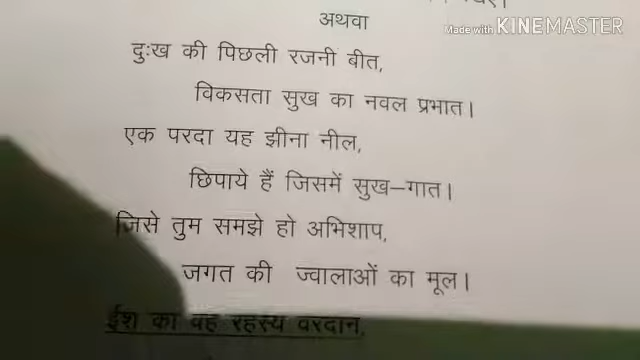 अथवा
Made with KINEMASTER
दुःख की पिछली रजनी बीत,
विकसता सुख का नवल प्रभात।
एक परदा यह झीना नील,
छिपाये हैं जिसमें सुख–गात।
जिसे तुम समझे हो अभिशाप,
जगत की ज्वालाओं का मूल।
ईश का वह रहस्य वरदान,